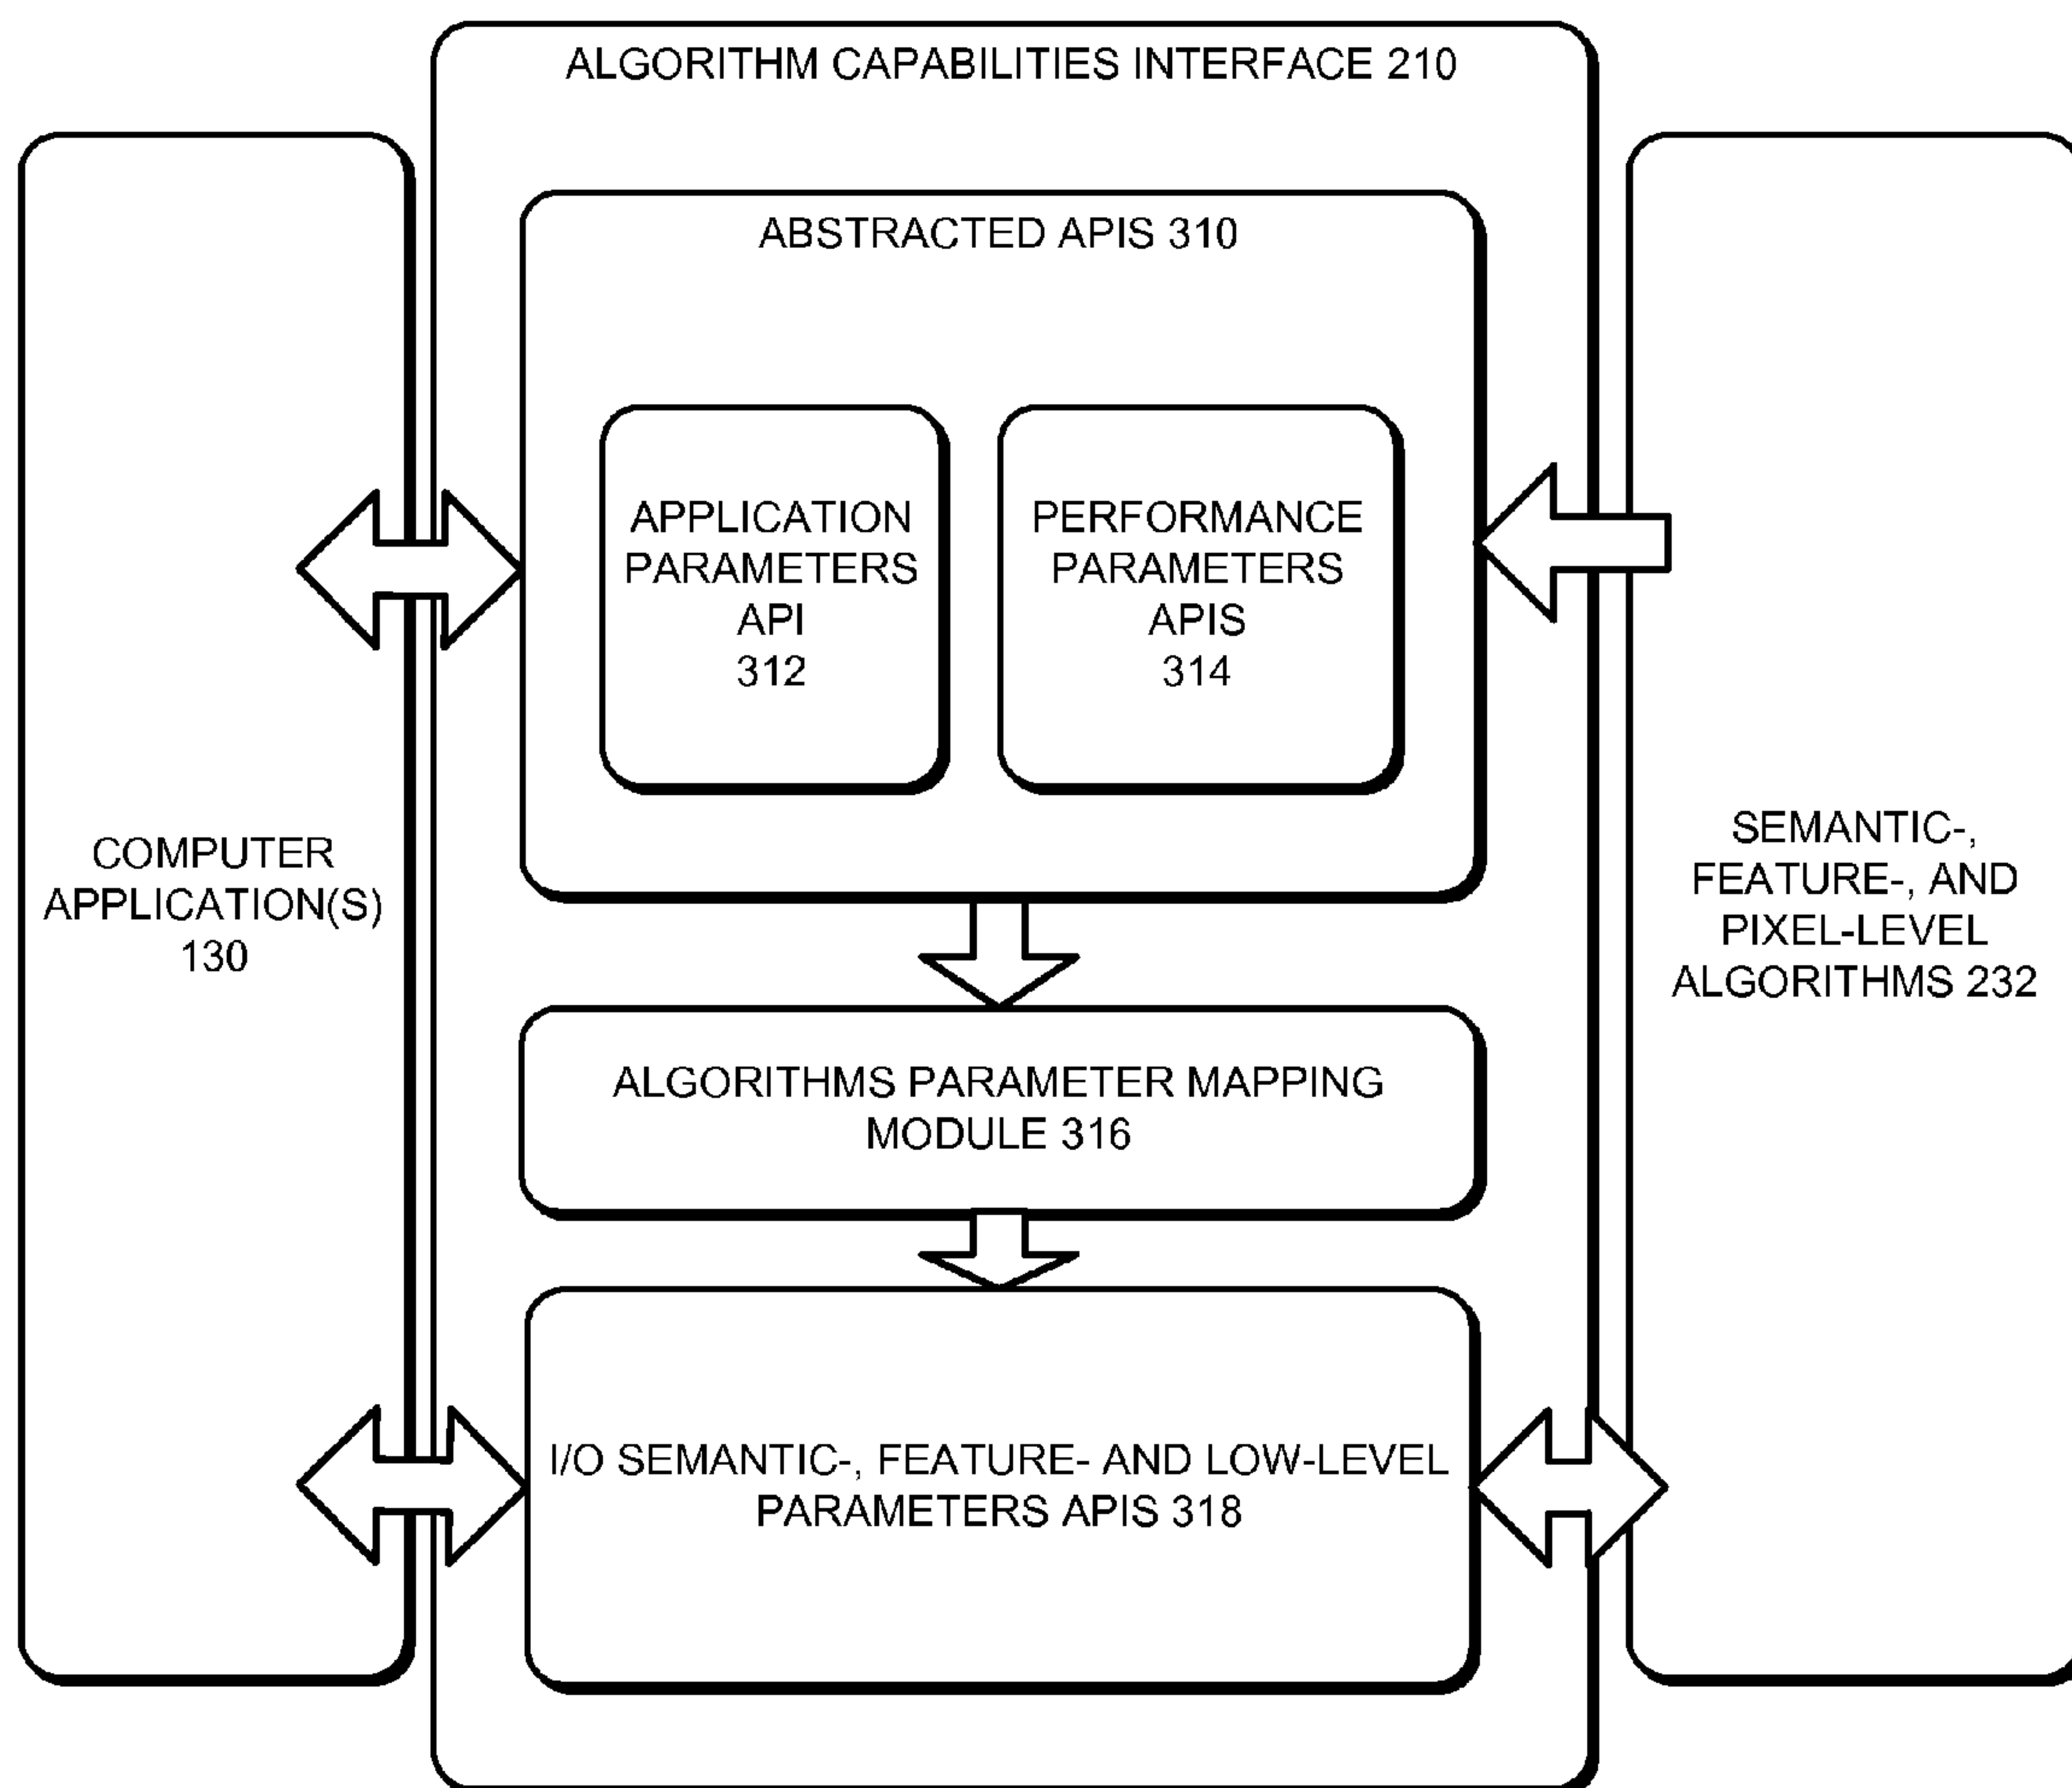 ALGORITHM CAPABILITIES INTERFACE 210
ABSTRACTED APIS 310
APPLICATION
PARAMETERS
API
312
PERFORMANCE
PARAMETERS
APIS
314
COMPUTER
APPLICATION(S)
130
SEMANTIC-,
FEATURE-, AND
PIXEL-LEVEL
ALGORITHMS 232
ALGORITHMS PARAMETER MAPPING
MODULE 316
I/O SEMANTIC-, FEATURE- AND LOW-LEVEL
PARAMETERS APIS 318